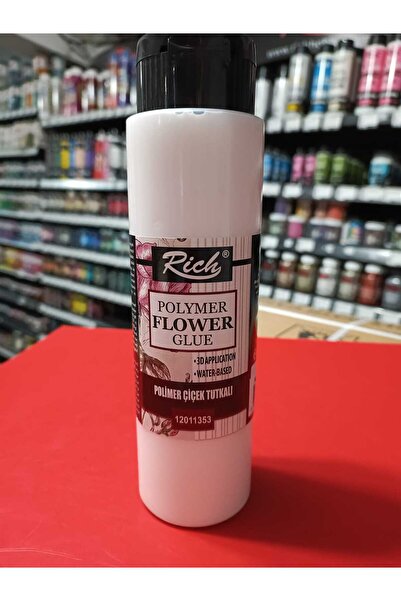 Rich®
POLYMER
FLOWER
GLUE
• 3D APPLICATION
• WATER-BASED
POLİMER ÇİÇEK TUTKALI
12011353